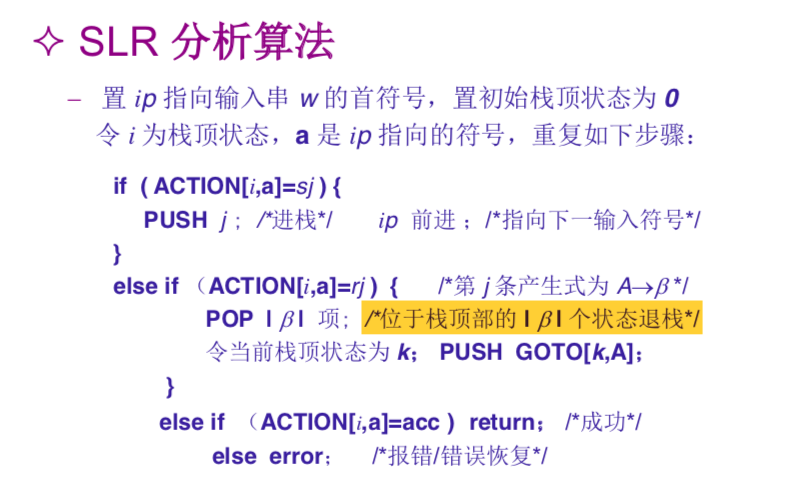 ✧ SLR 分析算法
– 置 ip 指向输入串 w 的首符号，置初始栈顶状态为 0
令 i 为栈顶状态，a 是 ip 指向的符号，重复如下步骤：
if ( ACTION[i,a]=sj ) {
PUSH j ; /*进栈*/ ip 前进 ; /*指向下一输入符号*/
}
else if （ACTION[i,a]=rj ) { /*第 j 条产生式为 A→β */
POP | β | 项; /*位于栈顶部的 | β | 个状态退栈*/
令当前栈顶状态为 k； PUSH GOTO[k,A]；
}
else if （ACTION[i,a]=acc ) return； /*成功*/
else error； /*报错/错误恢复*/